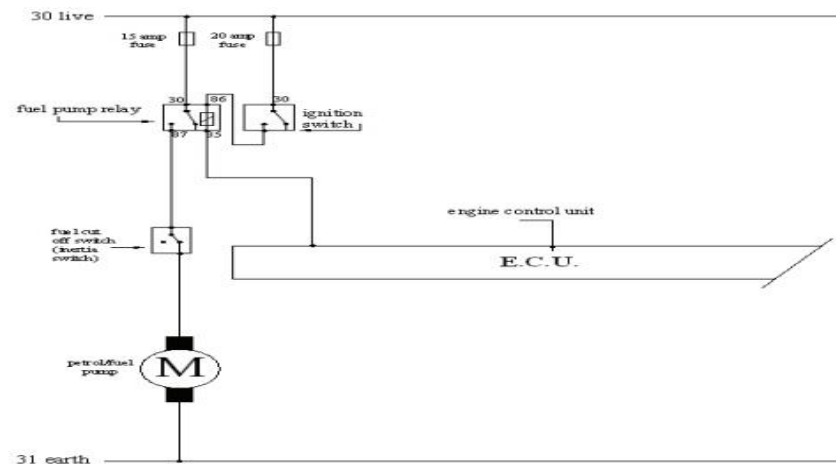 30 live
15 amp
fuse
20 amp
fuse
30
86
30
fuel pump relay
ignition
switch
87
85
fuel cut
off switch
(inertia
switch)
engine control unit
E.C.U.
petrol/fuel
pump
M
31 earth